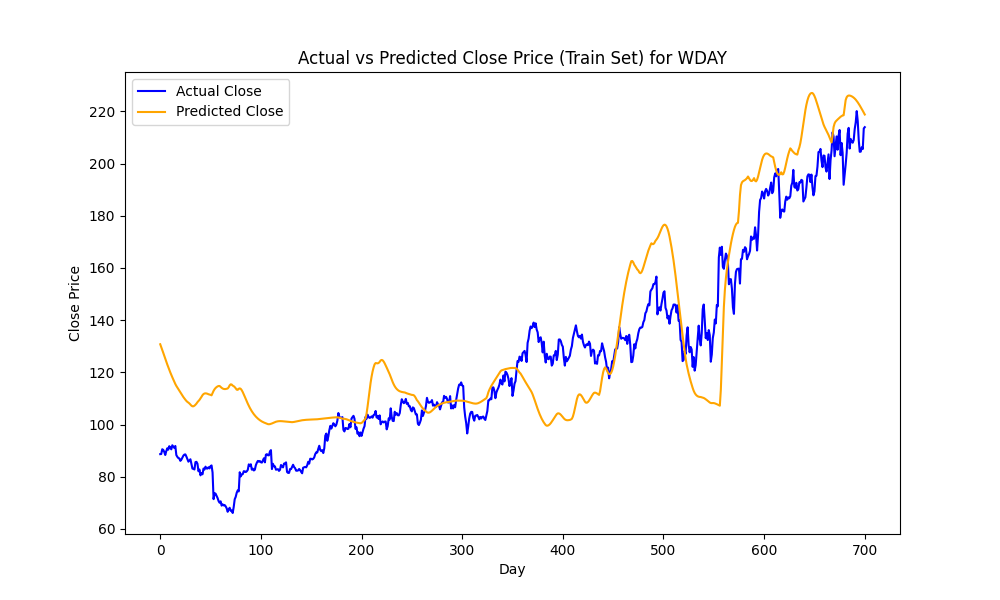 Actual vs Predicted Close Price (Train Set) for WDAY
Actual Close
Predicted Close
220
200
180
160
140
120
100
80
60
Close Price
0 100 200 300 400 500 600 700
Day